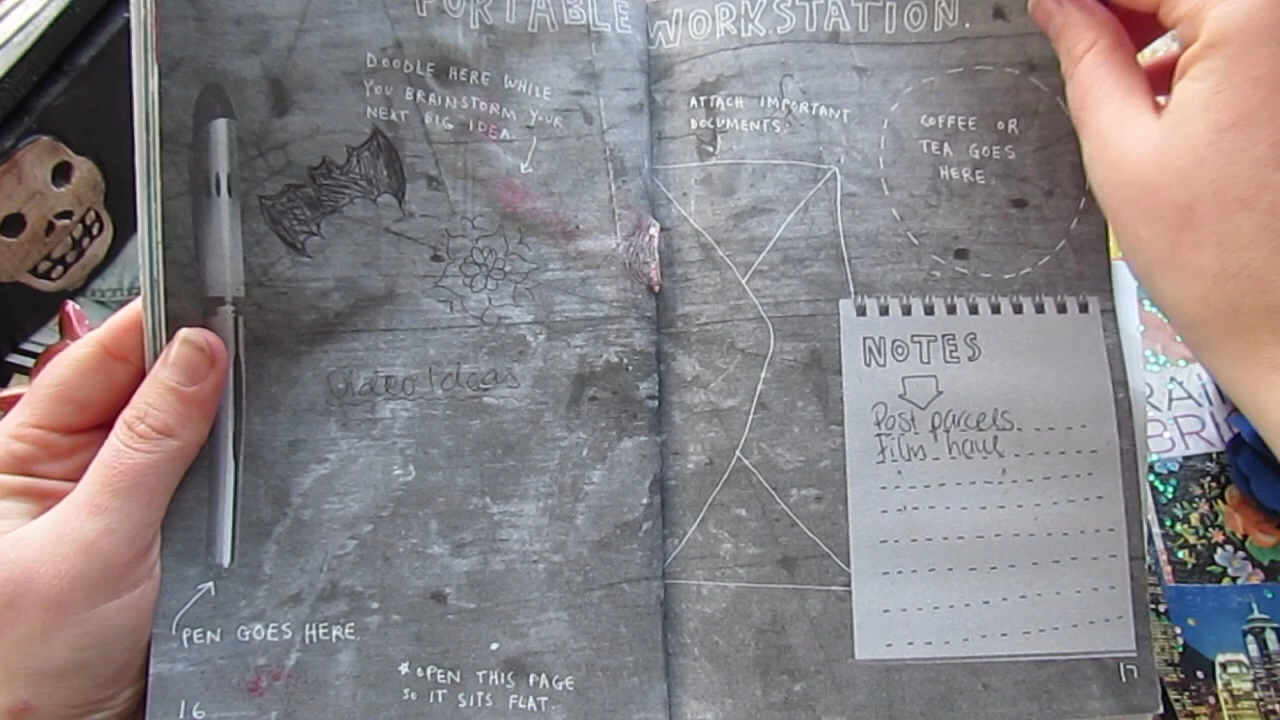 PORTABLE WORKSTATION.
DOODLE HERE WHILE
YOU BRAINSTORM YOUR
NEXT BIG IDEA.
Video Ideas
PEN GOES HERE.
* OPEN THIS PAGE
SO IT SITS FLAT.
16
ATTACH IMPORTANT
DOCUMENTS.
COFFEE OR
TEA GOES
HERE.
NOTES
Post parcels
Film haul
17